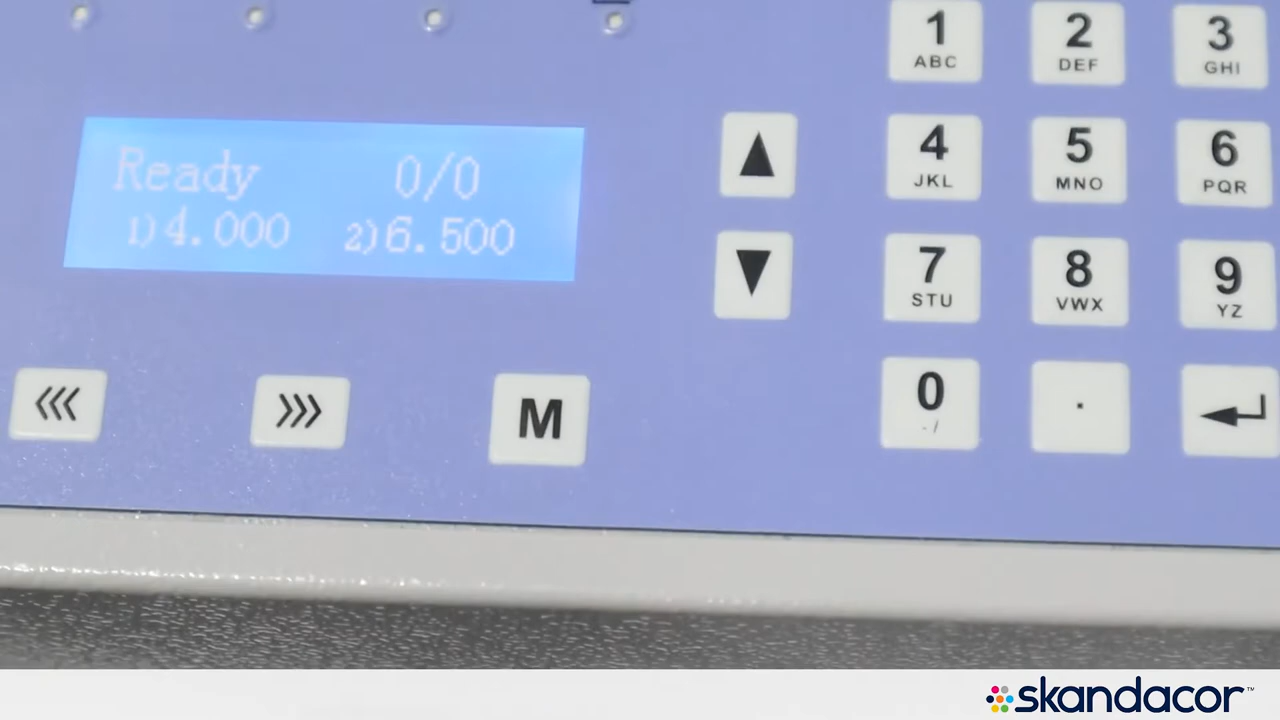 Ready 0/0
1)4.000 2)6.500
1 2 3
ABC DEF GHI
4 5 6
JKL MNO PQR
7 8 9
STU VWX YZ
0 .
- /
M
skandacor™